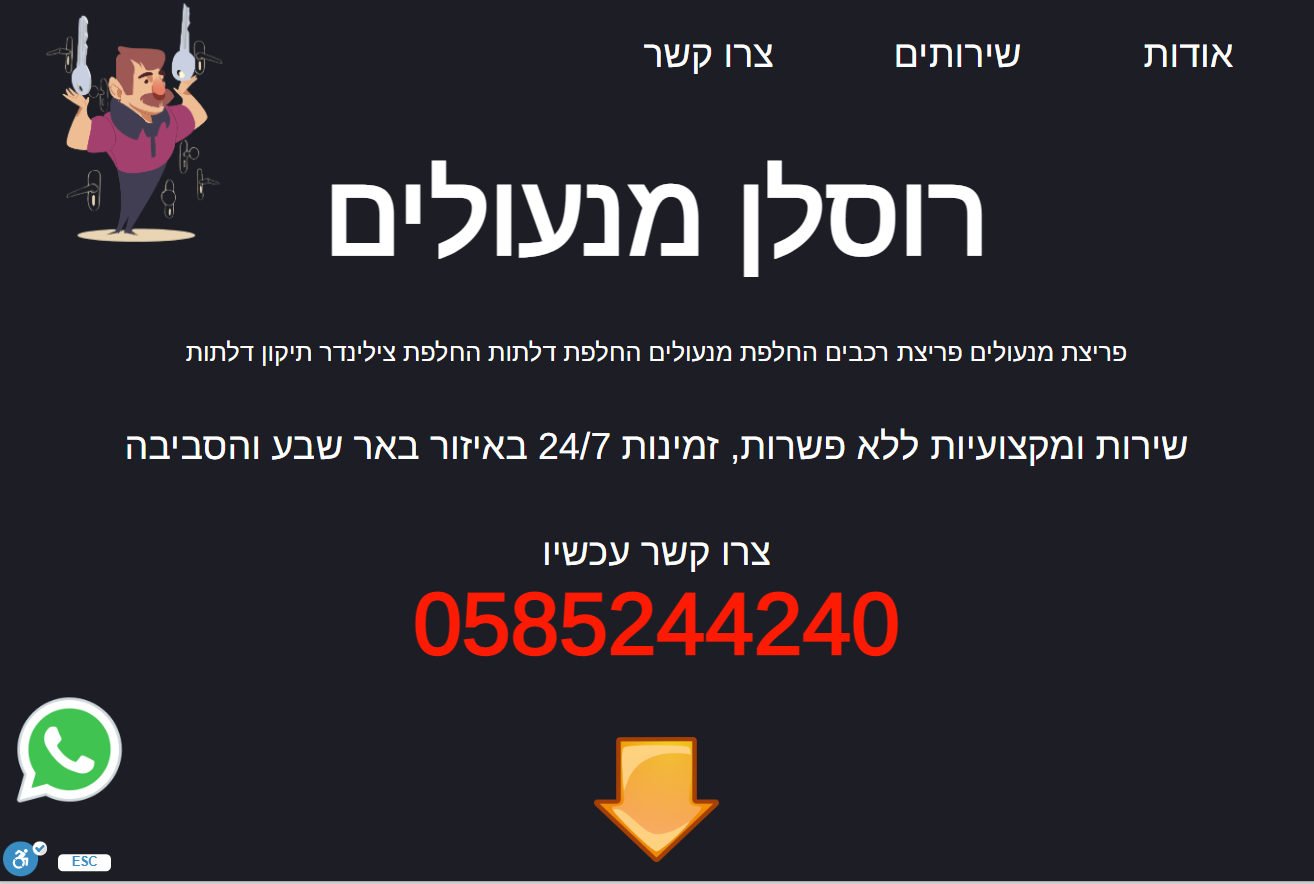 אודות
שירותים
צרו קשר
רוסלן מנעולים
פריצת מנעולים פריצת רכבים החלפת מנעולים החלפת דלתות החלפת צילינדר תיקון דלתות
שירות ומקצועיות ללא פשרות, זמינות 24/7 באיזור באר שבע והסביבה
צרו קשר עכשיו
0585244240
ESC